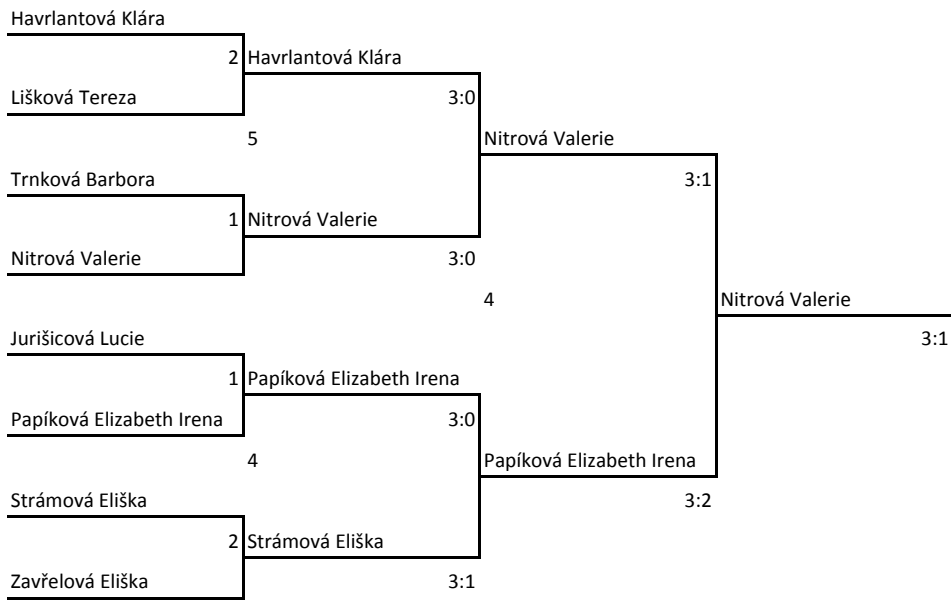 Havrlantová Klára
2 Havrlantová Klára
Lišková Tereza
3:0
5
Nitrová Valerie
Trnková Barbora
3:1
1 Nitrová Valerie
Nitrová Valerie
3:0
4
Nitrová Valerie
Jurišicová Lucie
3:1
1 Papíková Elizabeth Irena
Papíková Elizabeth Irena
3:0
4
Papíková Elizabeth Irena
Strámová Eliška
3:2
2 Strámová Eliška
Zavřelová Eliška
3:1